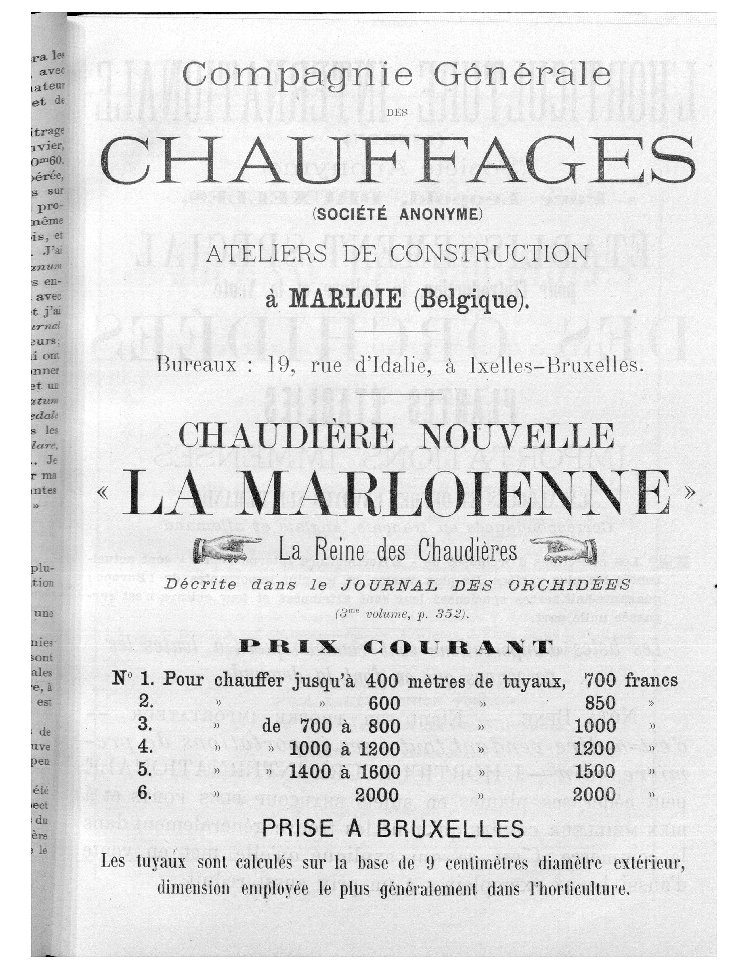 Compagnie Générale
DES
CHAUFFAGES
(SOCIÉTÉ ANONYME)
ATELIERS DE CONSTRUCTION
à MARLOIE (Belgique).
Bureaux : 19, rue d'Idalie, à Ixelles-Bruxelles.
CHAUDIÈRE NOUVELLE
« LA MARLOIENNE »
La Reine des Chaudières
Décrite dans le JOURNAL DES ORCHIDÉES
(3me volume, p. 352).
PRIX COURANT
No 1. Pour chauffer jusqu'à 400 mètres de tuyaux, 700 francs
2. » » 600 » 850 »
3. » de 700 à 800 » 1000 »
4. » » 1000 à 1200 » 1200 »
5. » » 1400 à 1600 » 1500 »
6. » » 2000 » 2000 »
PRISE A BRUXELLES
Les tuyaux sont calculés sur la base de 9 centimètres diamètre extérieur,
dimension employée le plus généralement dans l'horticulture.